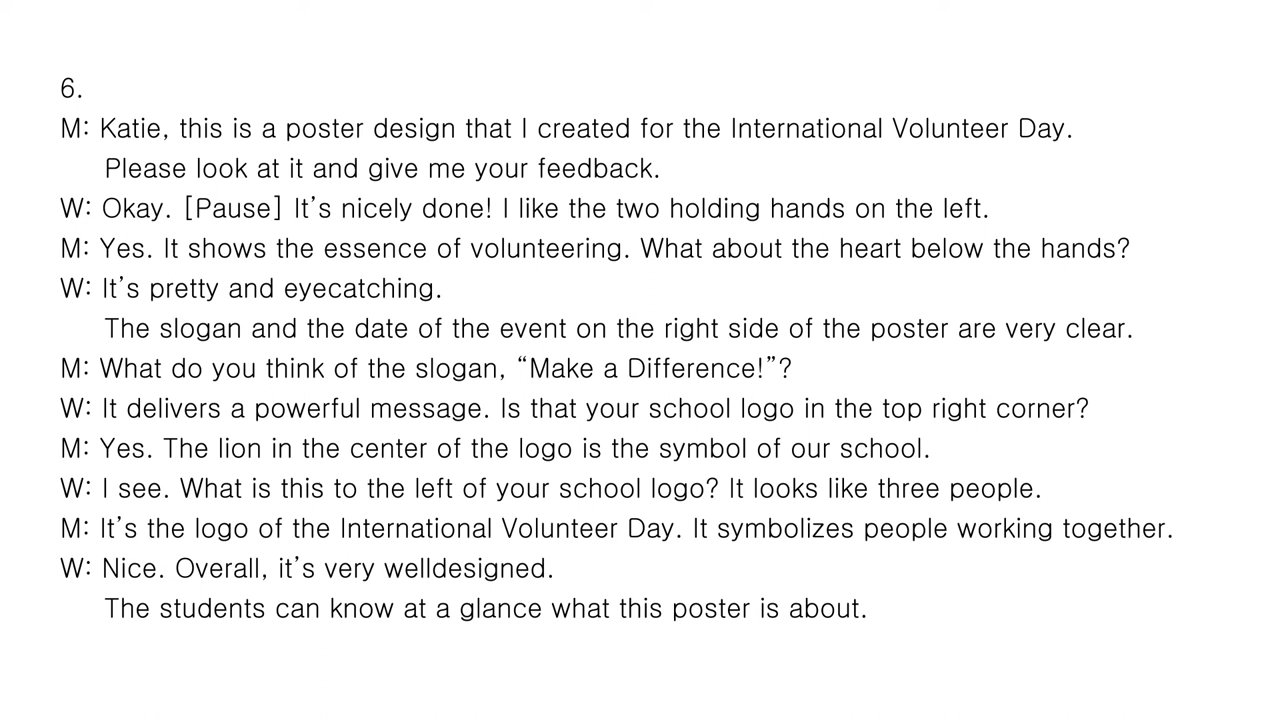 6.
M: Katie, this is a poster design that I created for the International Volunteer Day.
Please look at it and give me your feedback.
W: Okay. [Pause] It’s nicely done! I like the two holding hands on the left.
M: Yes. It shows the essence of volunteering. What about the heart below the hands?
W: It’s pretty and eyecatching.
The slogan and the date of the event on the right side of the poster are very clear.
M: What do you think of the slogan, “Make a Difference!”?
W: It delivers a powerful message. Is that your school logo in the top right corner?
M: Yes. The lion in the center of the logo is the symbol of our school.
W: I see. What is this to the left of your school logo? It looks like three people.
M: It’s the logo of the International Volunteer Day. It symbolizes people working together.
W: Nice. Overall, it’s very welldesigned.
The students can know at a glance what this poster is about.